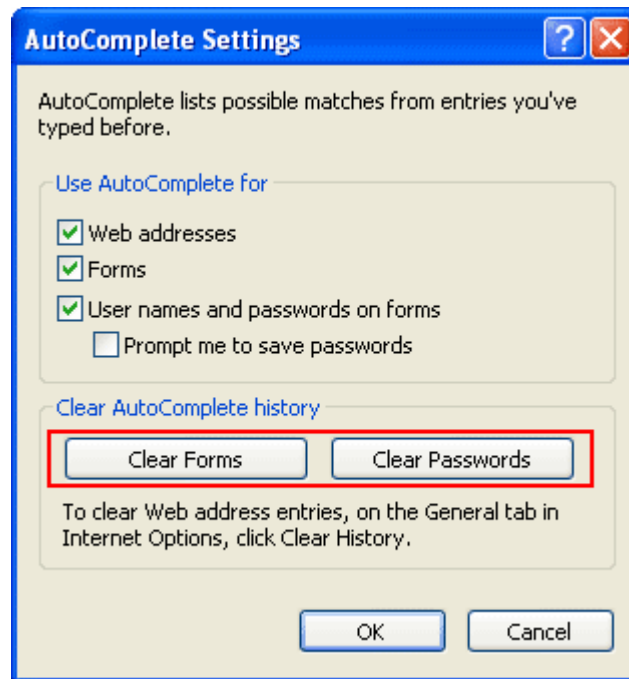 AutoComplete Settings
AutoComplete lists possible matches from entries you've
typed before.
Use AutoComplete for
Web addresses
Forms
User names and passwords on forms
Prompt me to save passwords
Clear AutoComplete history
Clear Forms Clear Passwords
To clear Web address entries, on the General tab in
Internet Options, click Clear History.
OK Cancel